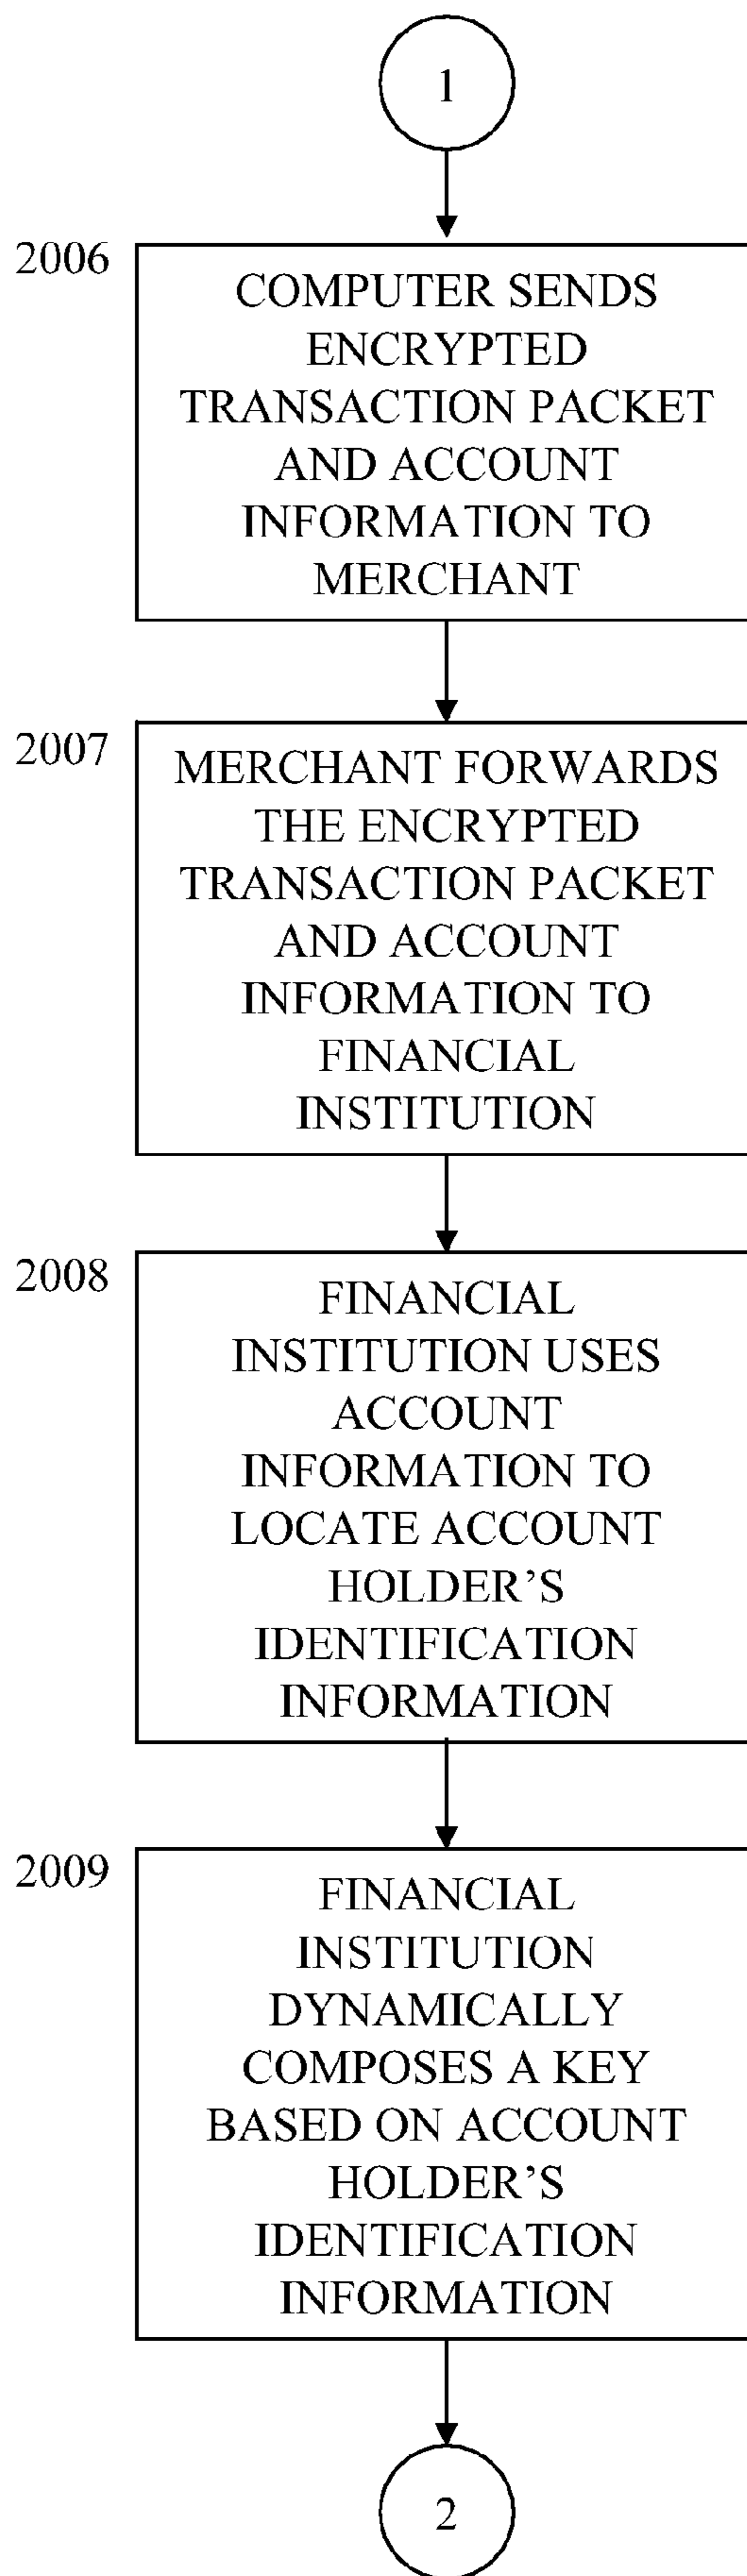 1
2006
COMPUTER SENDS
ENCRYPTED
TRANSACTION PACKET
AND ACCOUNT
INFORMATION TO
MERCHANT
2007
MERCHANT FORWARDS
THE ENCRYPTED
TRANSACTION PACKET
AND ACCOUNT
INFORMATION TO
FINANCIAL
INSTITUTION
2008
FINANCIAL
INSTITUTION USES
ACCOUNT
INFORMATION TO
LOCATE ACCOUNT
HOLDER’S
IDENTIFICATION
INFORMATION
2009
FINANCIAL
INSTITUTION
DYNAMICALLY
COMPOSES A KEY
BASED ON ACCOUNT
HOLDER’S
IDENTIFICATION
INFORMATION
2